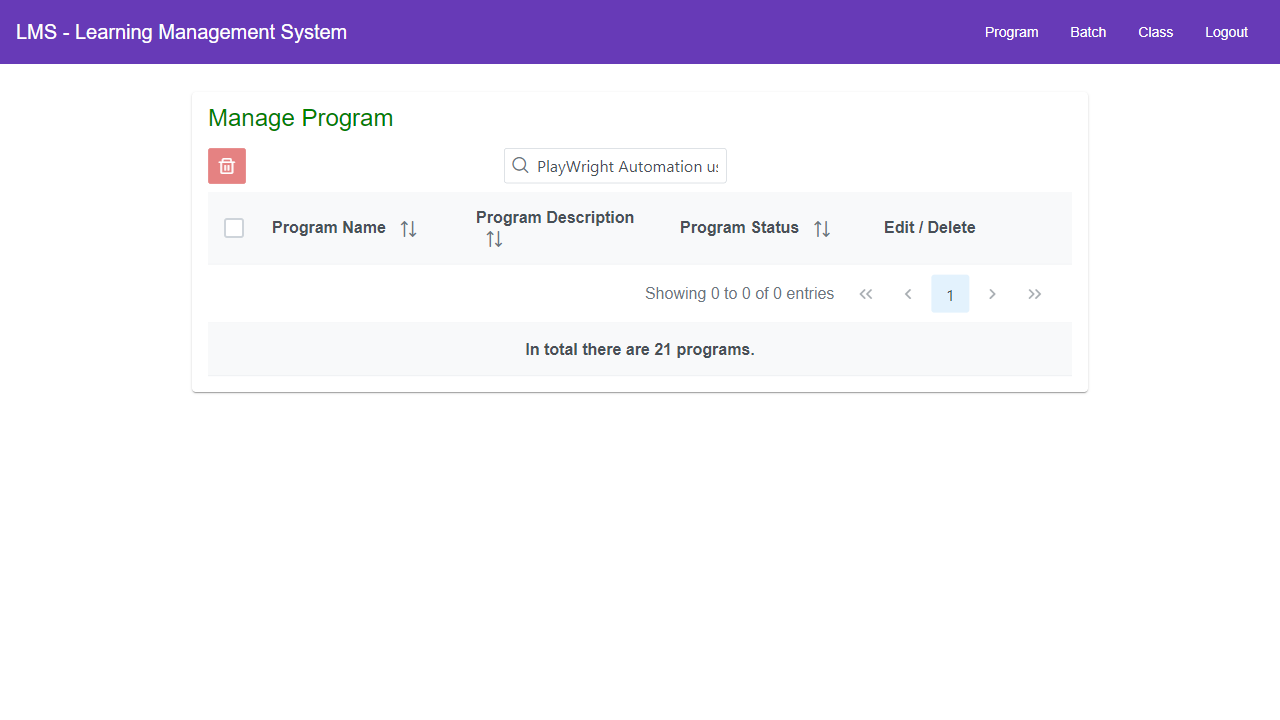 LMS - Learning Management System
Program Batch Class Logout
Manage Program
PlayWright Automation
Program Name Program Description Program Status Edit / Delete
Showing 0 to 0 of 0 entries 1
In total there are 21 programs.